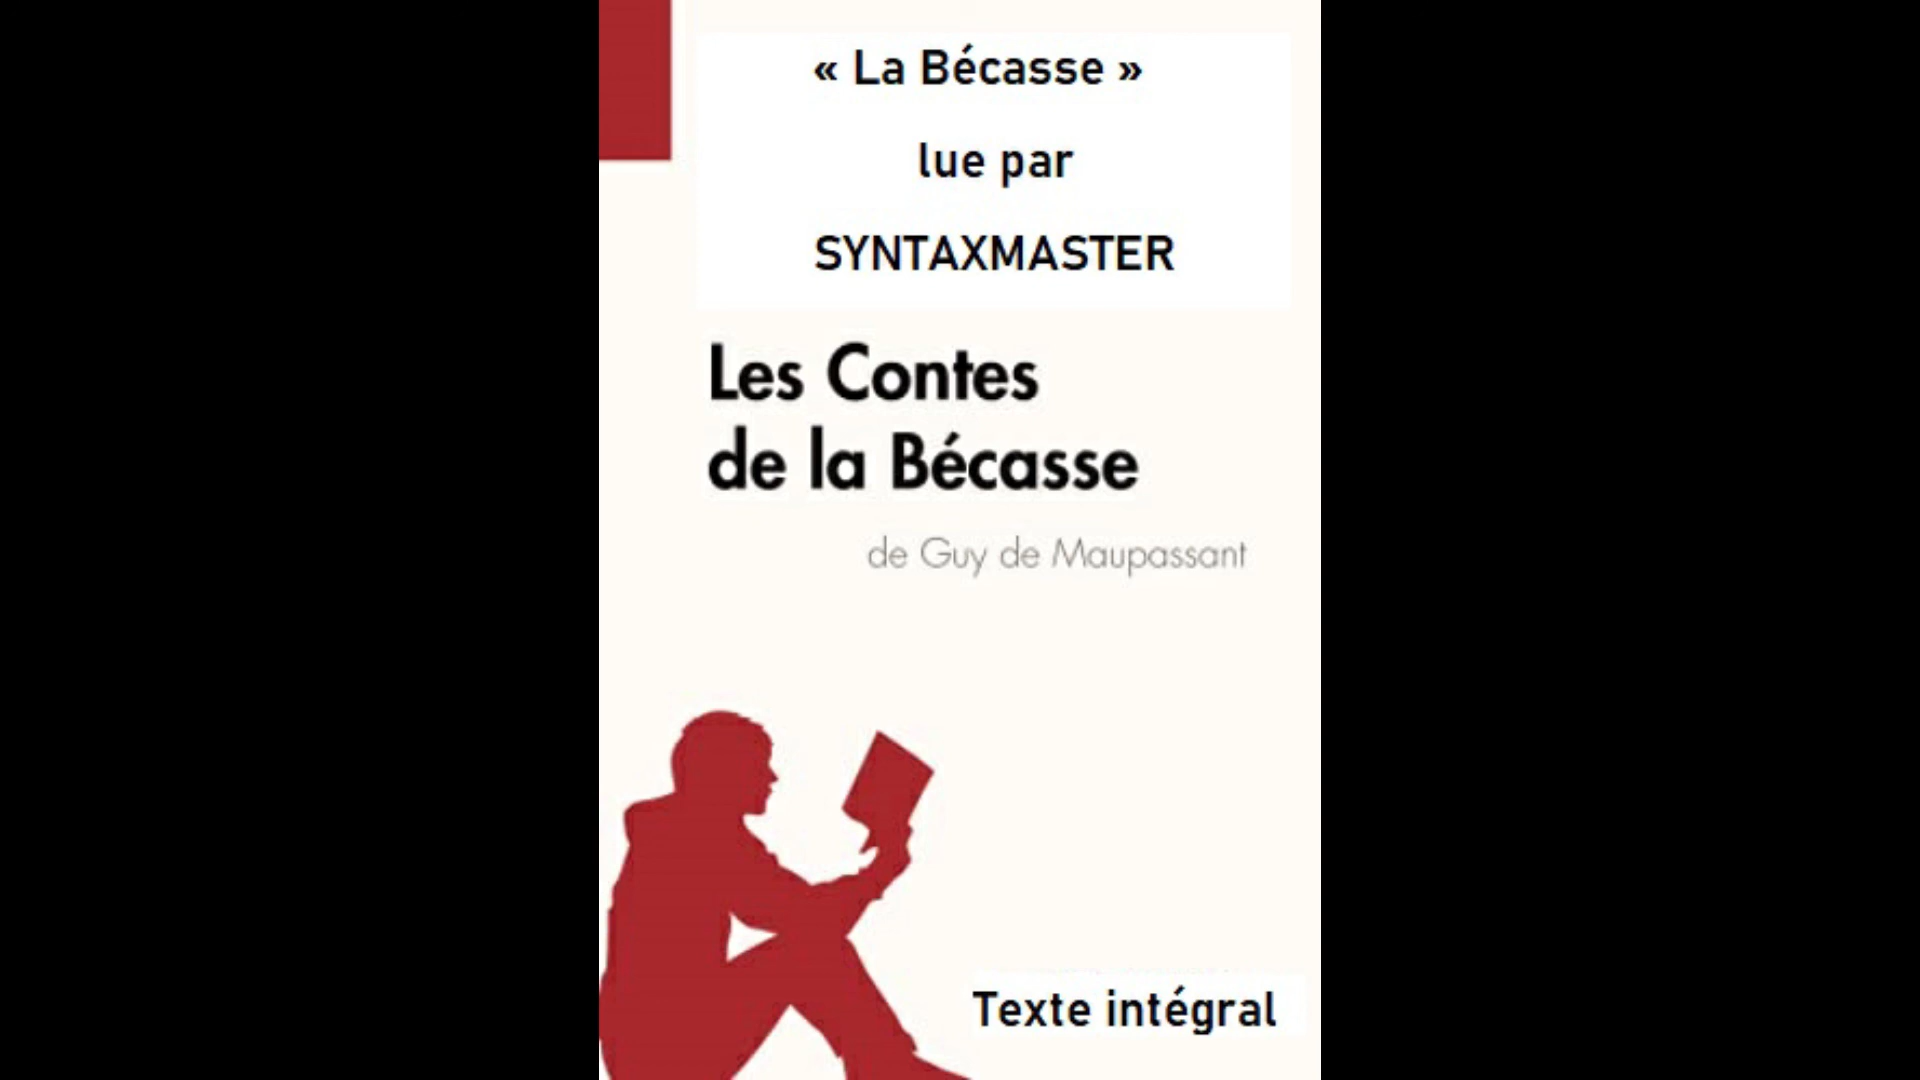 « La Bécasse »
lue par
SYNTAXMASTER
Les Contes
de la Bécasse
de Guy de Maupassant
Texte intégral